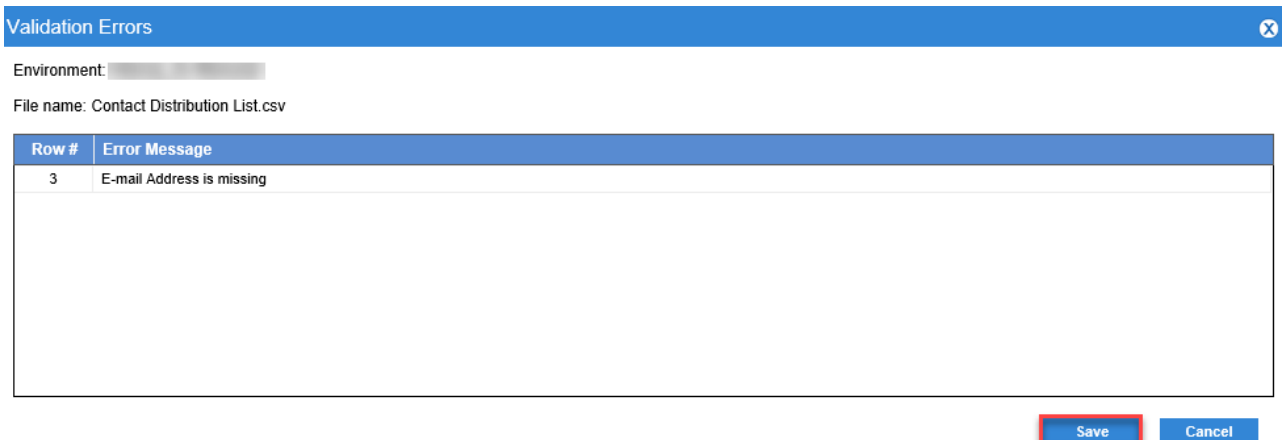 Validation Errors
Environment:
File name: Contact Distribution List.csv
Row # Error Message
3 E-mail Address is missing
Save Cancel